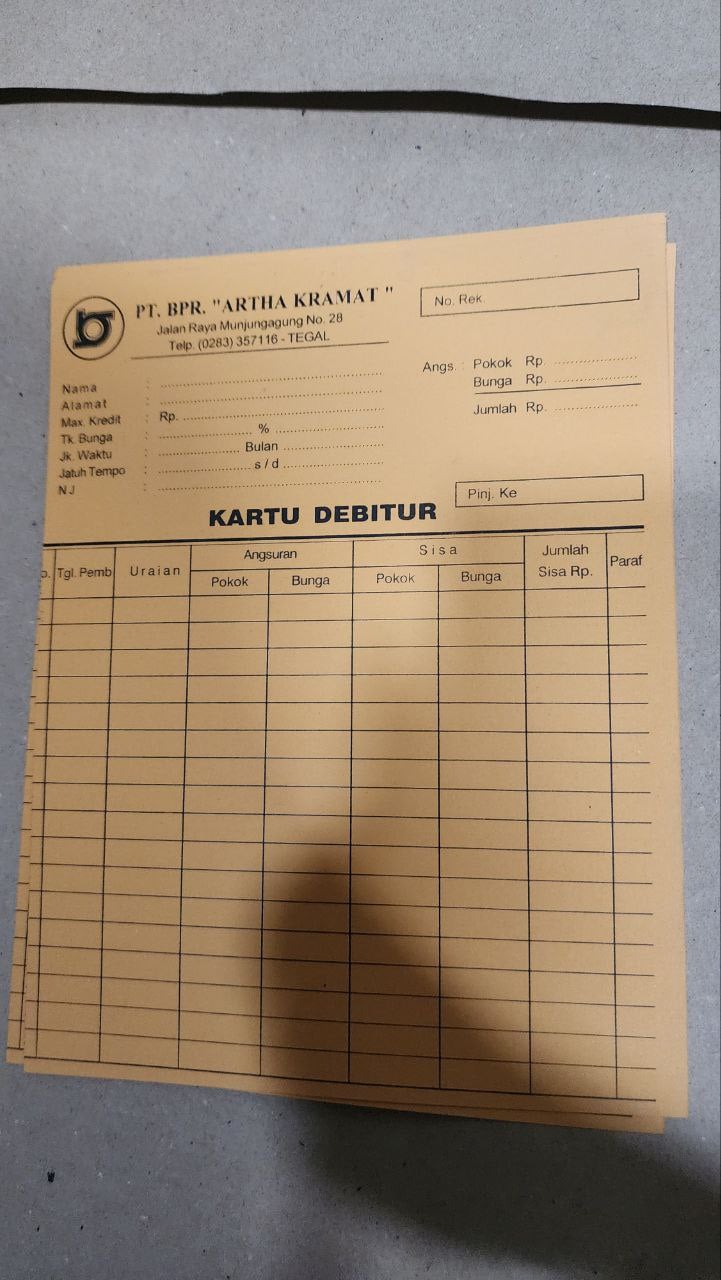 PT. BPR. "ARTHA KRAMAT "
Jalan Raya Munjungagung No. 28
Telp. (0283) 357116 - TEGAL
No. Rek.
Nama : ..........
Alamat : ..........
Max. Kredit : Rp. ..........
Tk. Bunga : .......... % ..........
Jk. Waktu : .......... Bulan ..........
Jatuh Tempo : .......... s / d ..........
N J : ..........
Angs. : Pokok Rp. ..........
Bunga Rp. ..........
Jumlah Rp. ..........
Pinj. Ke
KARTU DEBITUR
Tgl. Pemb Uraian Angsuran Sisa Jumlah Sisa Rp. Paraf
Pokok Bunga Pokok Bunga